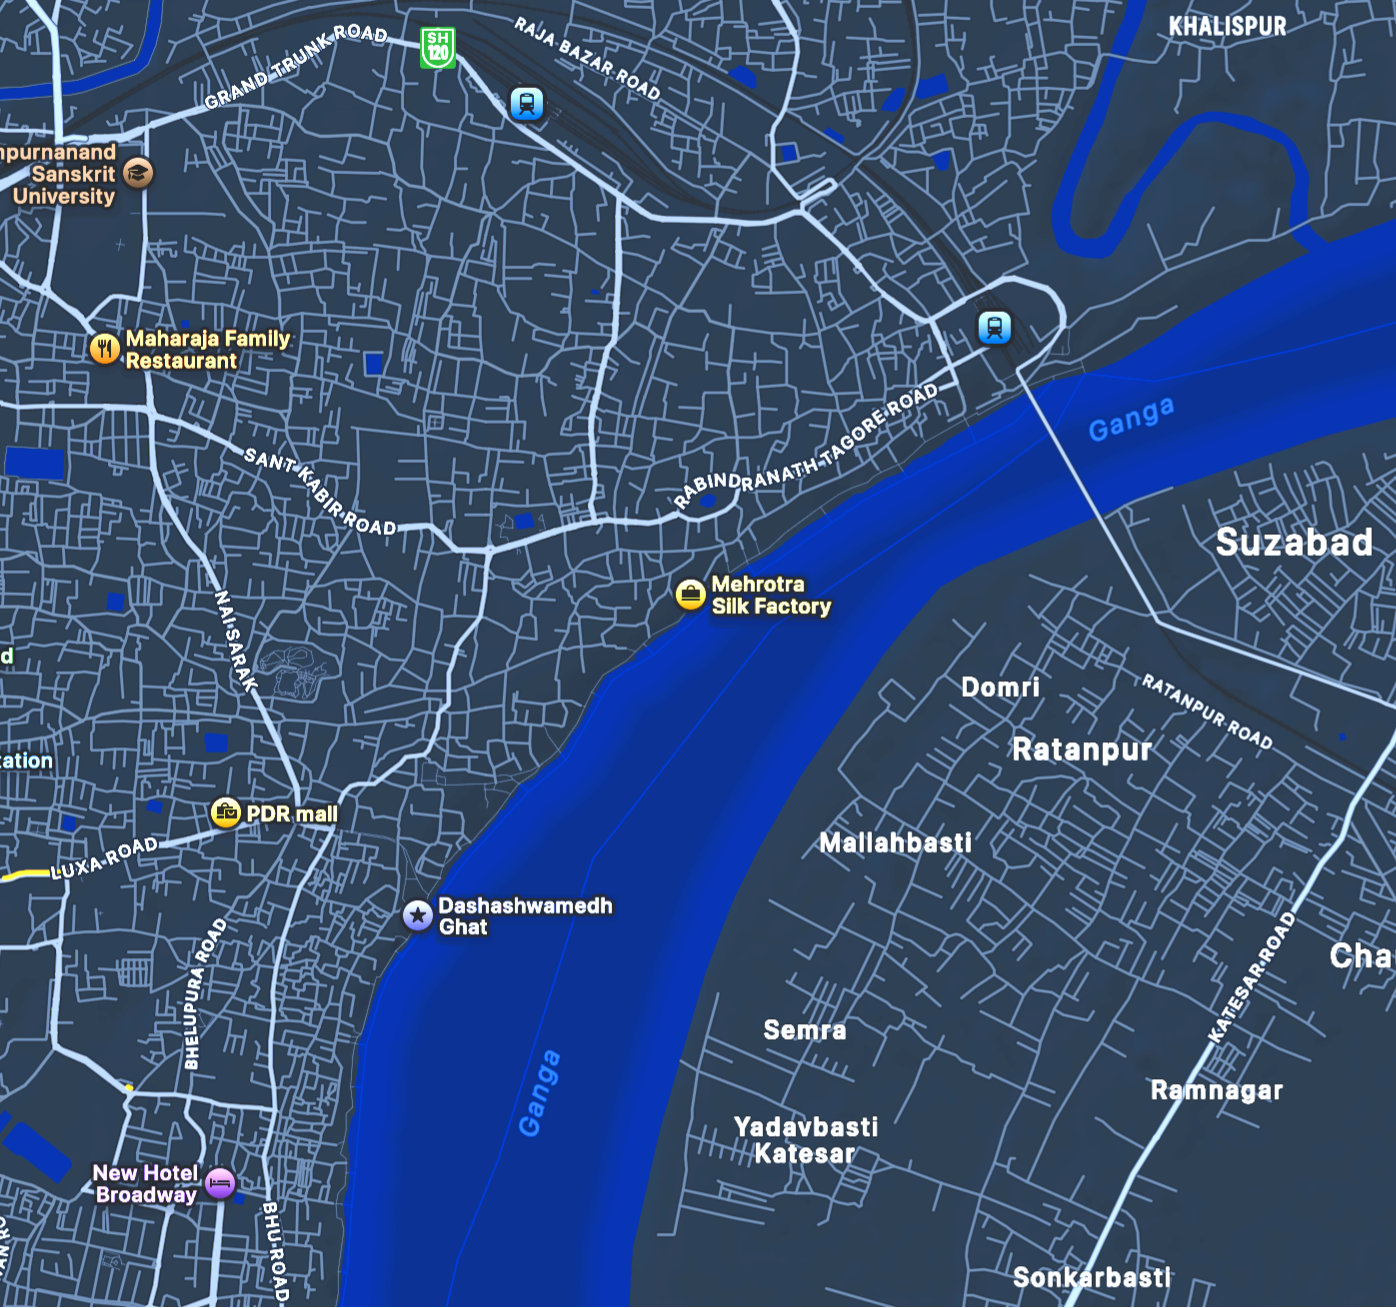 KHALISPUR
SH
120
GRAND TRUNK ROAD
RAJA BAZAR ROAD
npurnanand
Sanskrit
University
Maharaja Family
Restaurant
Ganga
RABINDRANATH TAGORE ROAD
SANT KABIR ROAD
Suzabad
Mehrotra
Silk Factory
NAI SARAK
d
Domri
RATANPUR ROAD
Ratanpur
tation
PDR mall
Mallahbasti
LUXA ROAD
Dashashwamedh
Ghat
KATESAR ROAD
Cha
BHELUPURA ROAD
Semra
Ganga
Ramnagar
Yadavbasti
Katesar
New Hotel
Broadway
BHU ROAD
Sonkarbasti